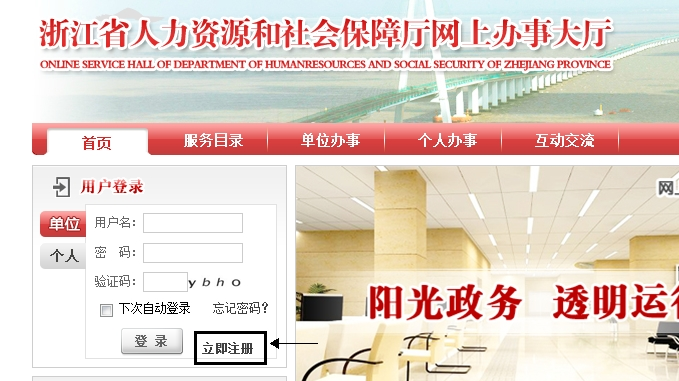 浙江省人力资源和社会保障厅网上办事大厅
ONLINE SERVICE HALL OF DEPARTMENT OF HUMANRESOURCES AND SOCIAL SECURITY OF ZHEJIANG PROVINCE
首页 服务目录 单位办事 个人办事 互动交流
用户登录
网上
单位
个人
用户名：
密 码：
验证码： ybho
下次自动登录 忘记密码？
登 录 立即注册
阳光政务 透明运行